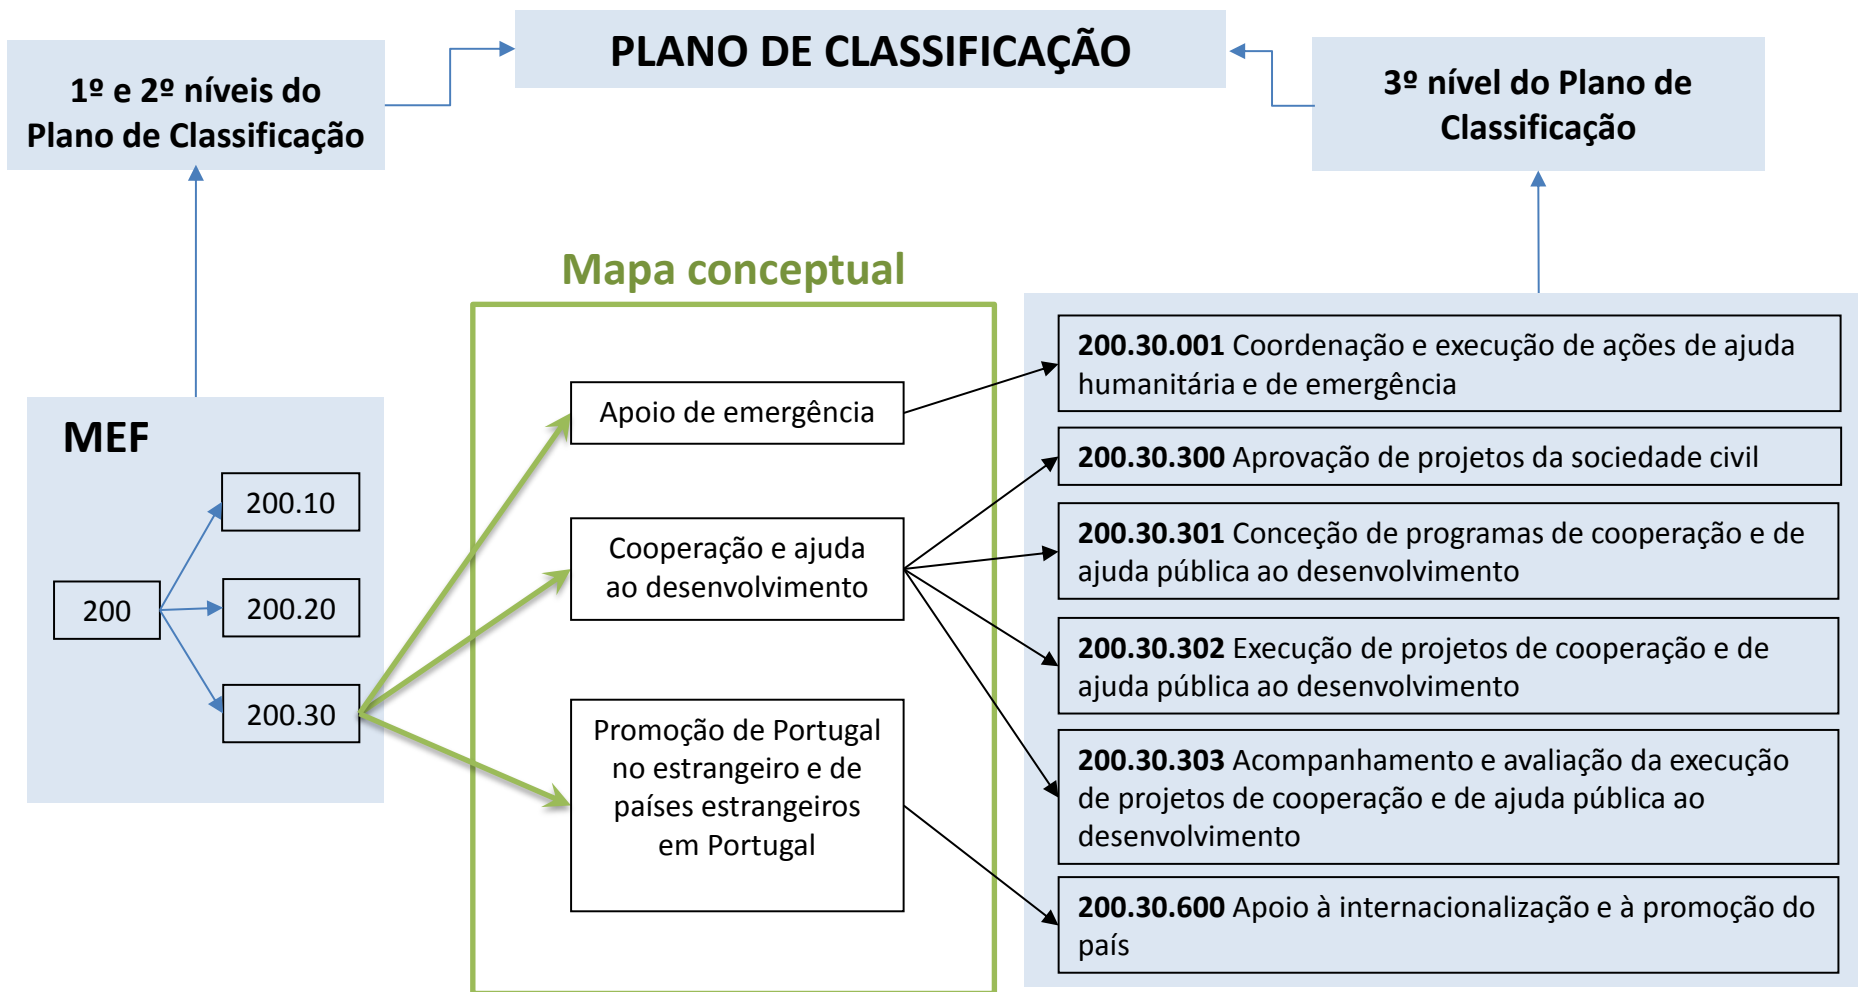 PLANO DE CLASSIFICAÇÃO
1º e 2º níveis do
Plano de Classificação
3º nível do Plano de
Classificação
Mapa conceptual
MEF
200
200.10
200.20
200.30
Apoio de emergência
Cooperação e ajuda
ao desenvolvimento
Promoção de Portugal
no estrangeiro e de
países estrangeiros
em Portugal
200.30.001 Coordenação e execução de ações de ajuda
humanitária e de emergência
200.30.300 Aprovação de projetos da sociedade civil
200.30.301 Conceção de programas de cooperação e de
ajuda pública ao desenvolvimento
200.30.302 Execução de projetos de cooperação e de
ajuda pública ao desenvolvimento
200.30.303 Acompanhamento e avaliação da execução
de projetos de cooperação e de ajuda pública ao
desenvolvimento
200.30.600 Apoio à internacionalização e à promoção do
país